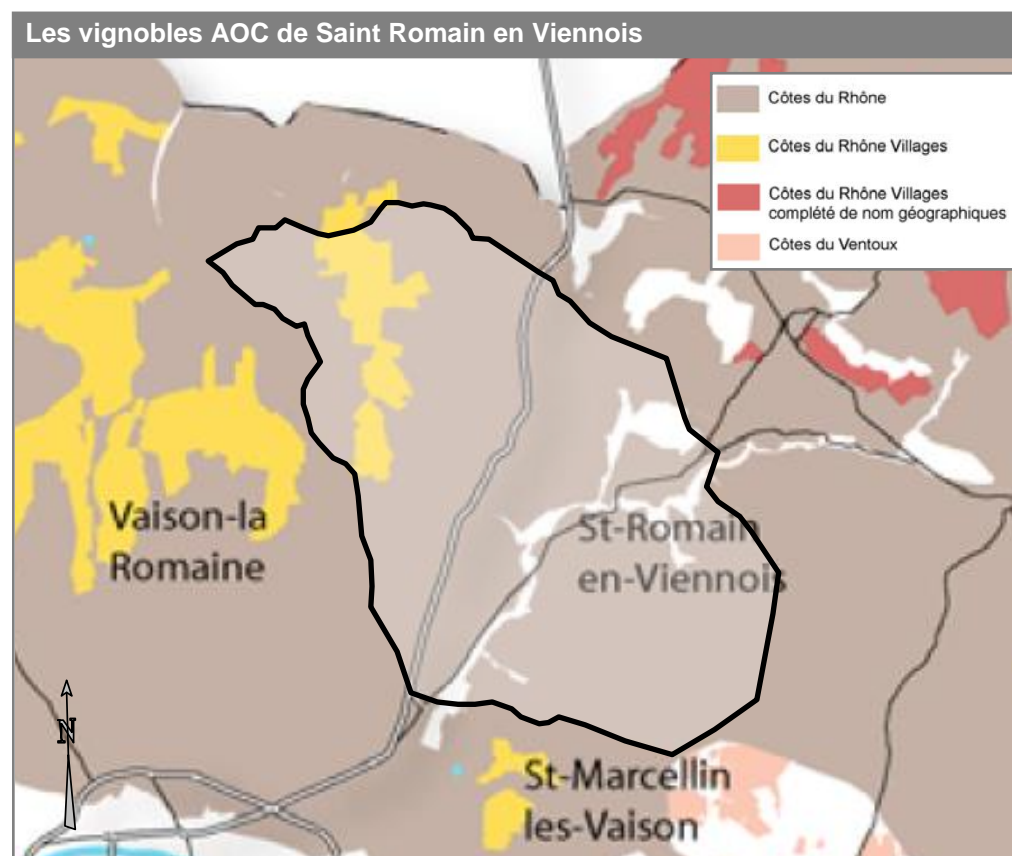 Les vignobles AOC de Saint Romain en Viennois
Côtes du Rhône
Côtes du Rhône Villages
Côtes du Rhône Villages
complété de nom géographiques
Côtes du Ventoux
Vaison-la
Romaine
St-Romain
en-Viennois
N
St-Marcellin
les-Vaison